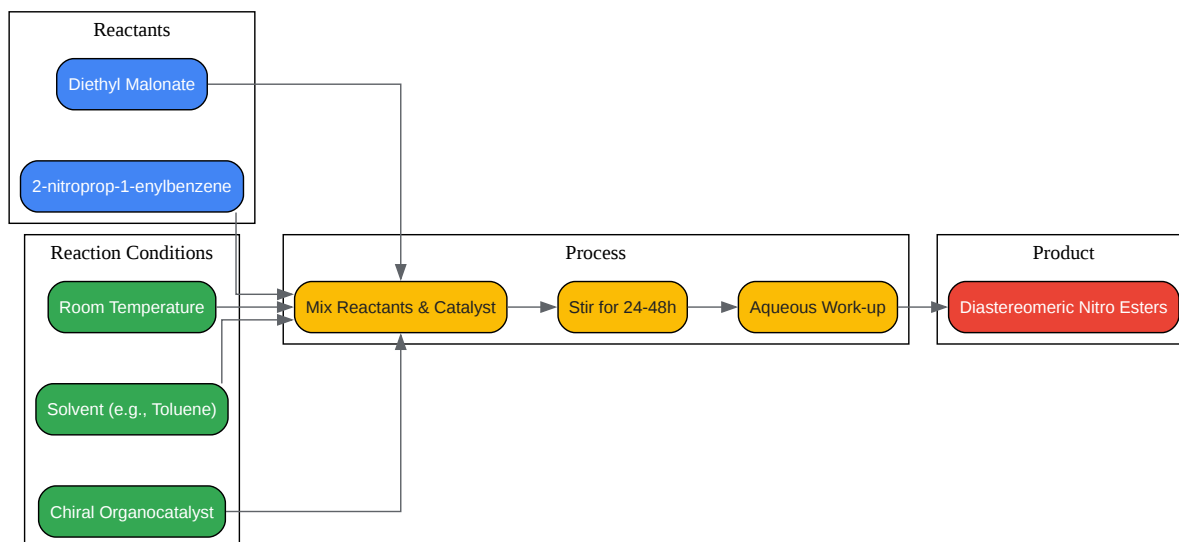 Reactants
Diethyl Malonate
2-nitroprop-1-enylbenzene
Reaction Conditions
Room Temperature
Solvent (e.g., Toluene)
Chiral Organocatalyst
Process
Mix Reactants & Catalyst
Stir for 24-48h
Aqueous Work-up
Product
Diastereomeric Nitro Esters